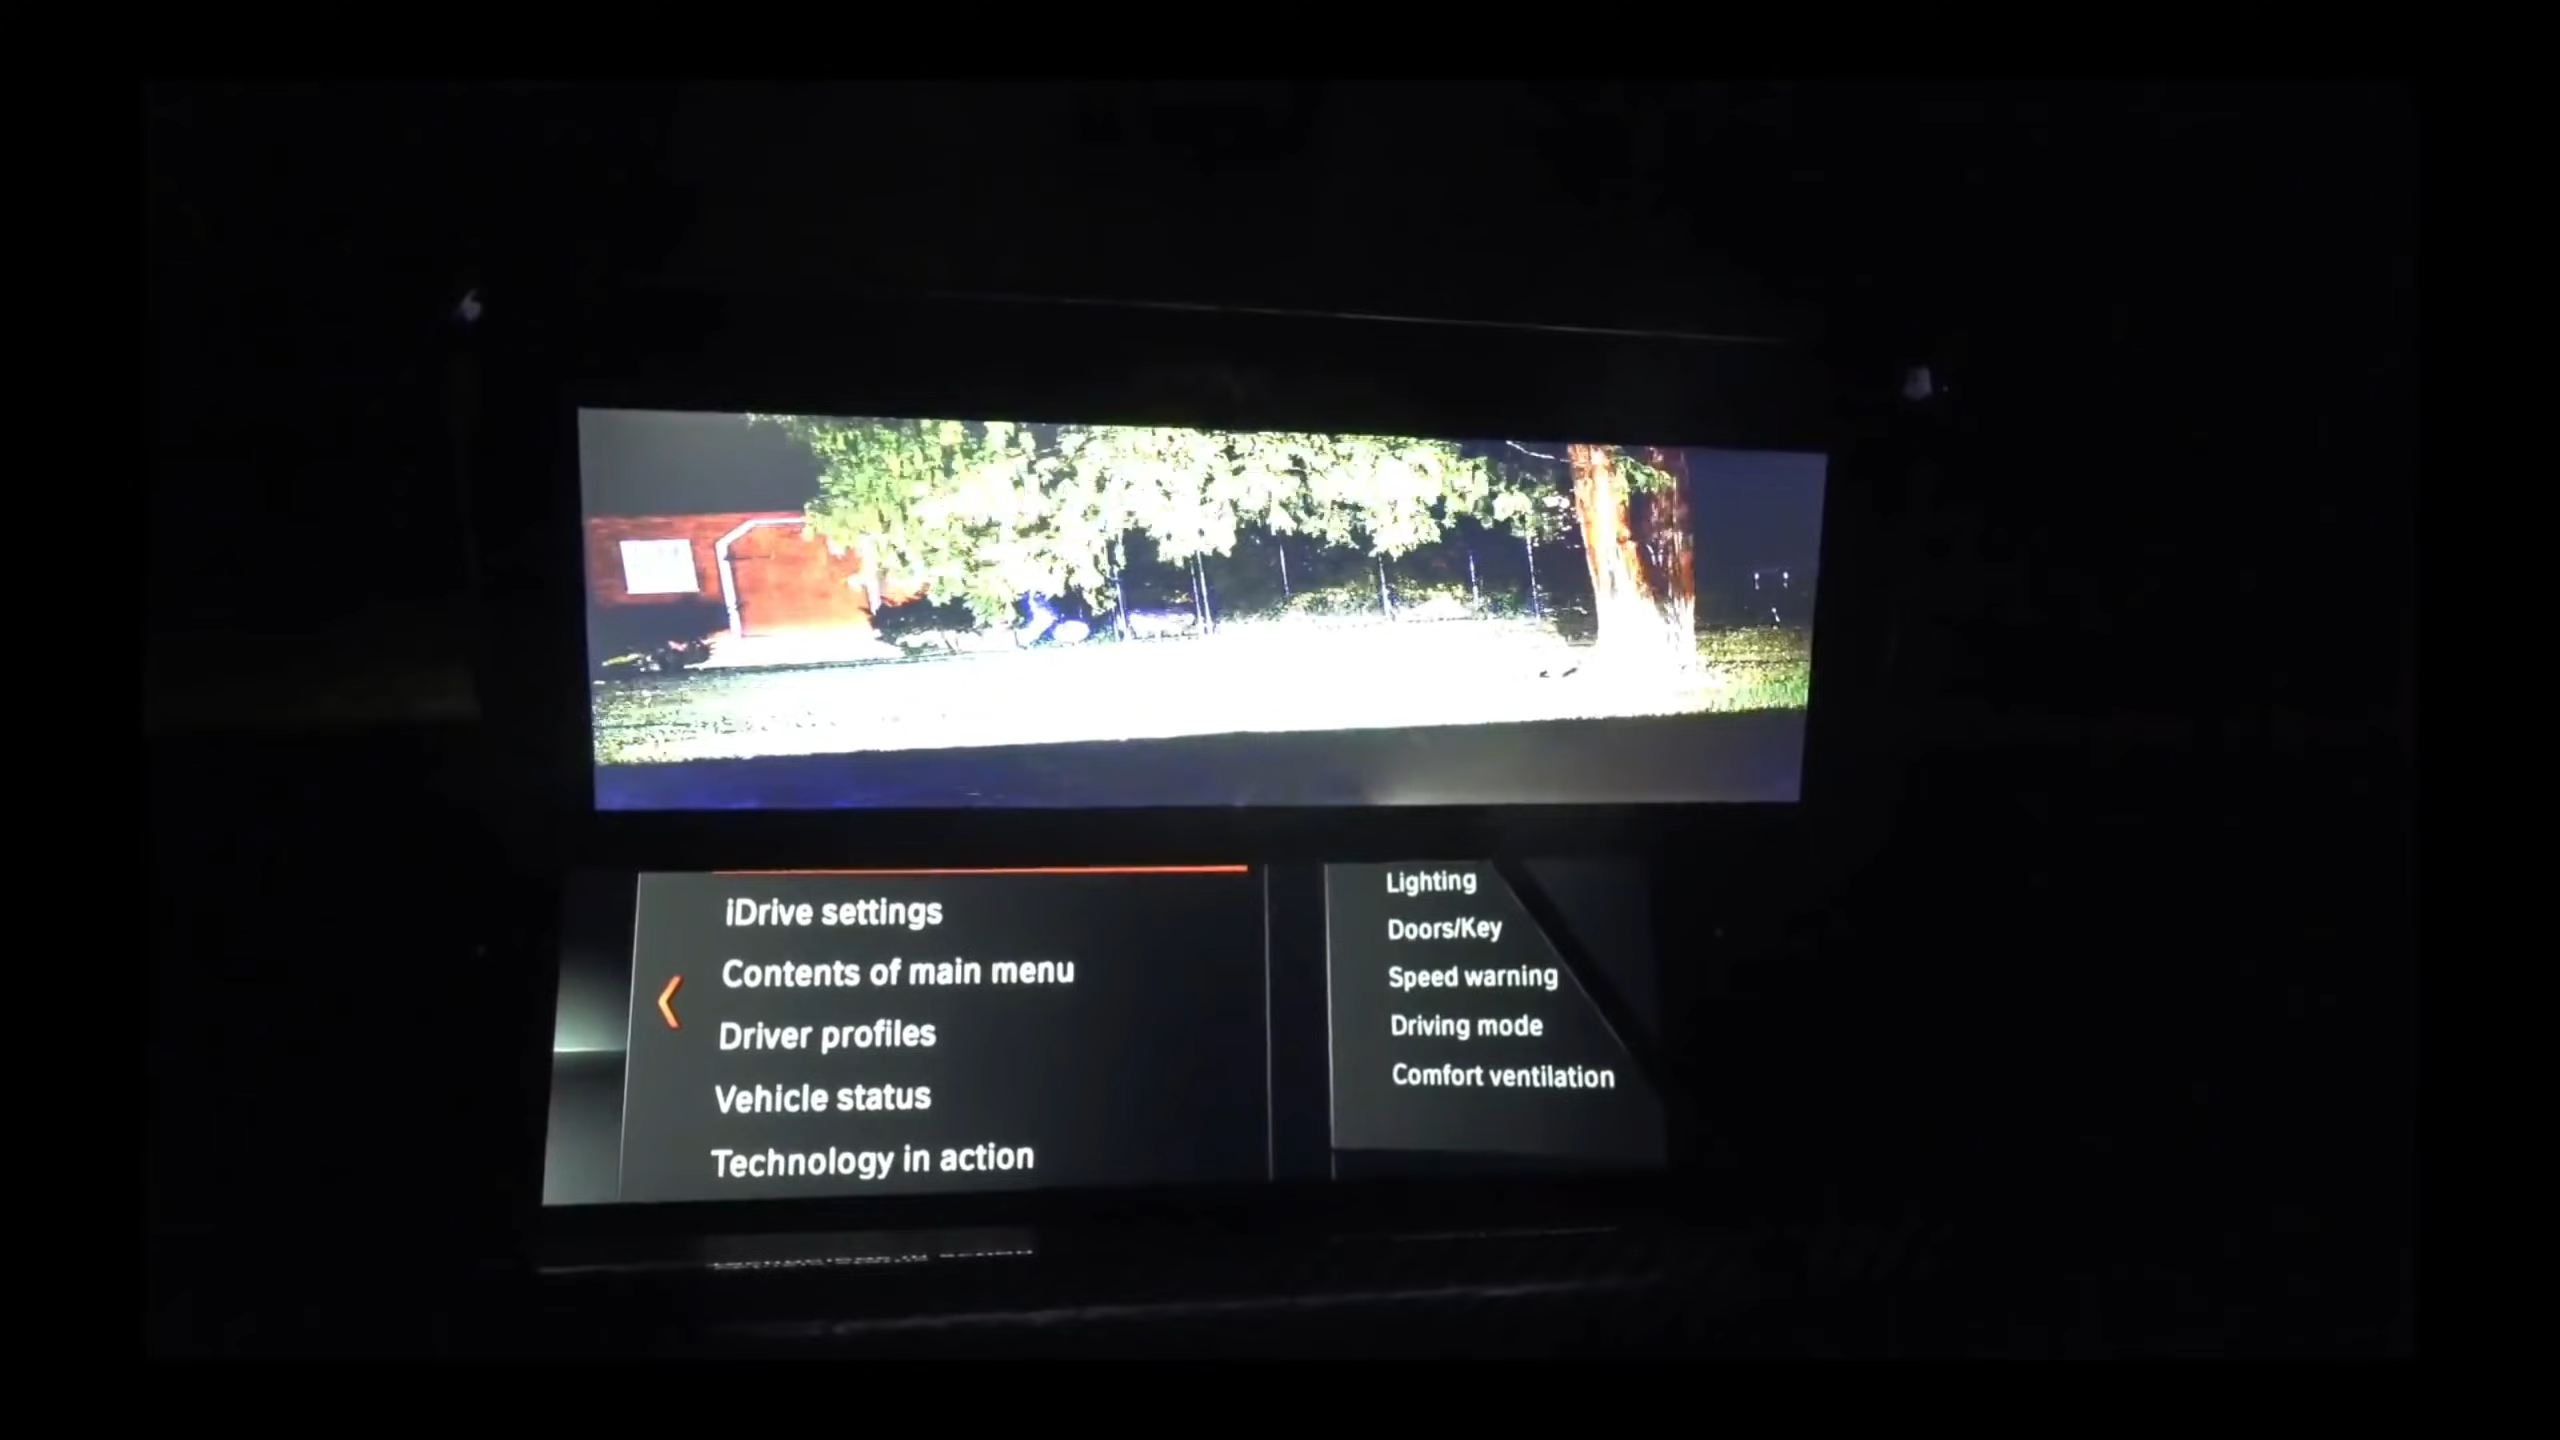 iDrive settings
Contents of main menu
Driver profiles
Vehicle status
Technology in action
Lighting
Doors/Key
Speed warning
Driving mode
Comfort ventilation